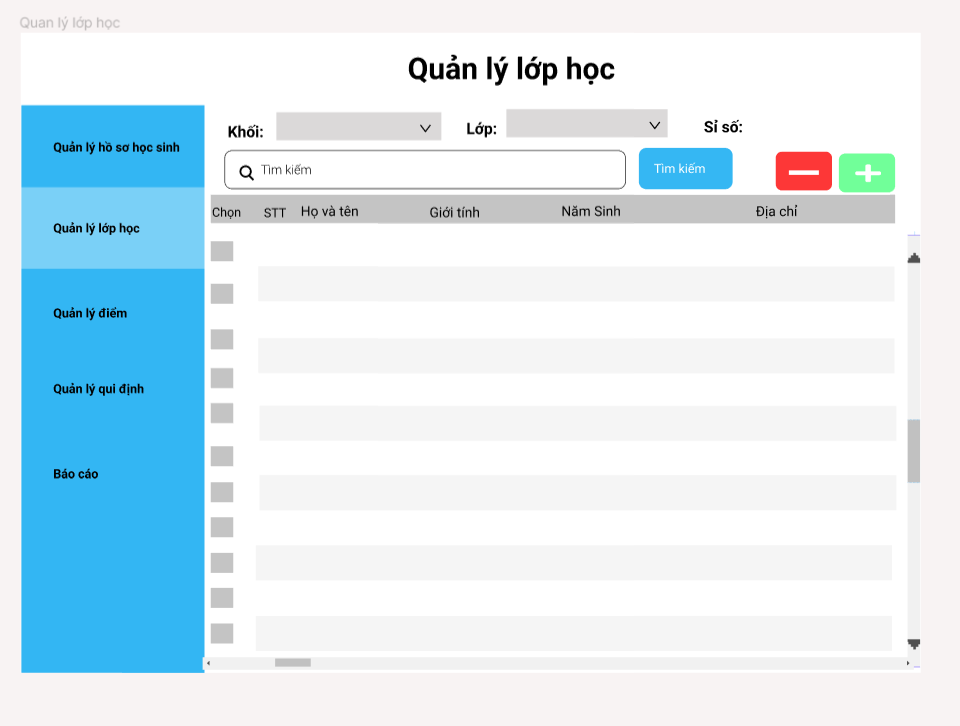 Quan lý lớp học
Quản lý lớp học
Quản lý hồ sơ học sinh
Quản lý lớp học
Quản lý điểm
Quản lý qui định
Báo cáo
Khối:
Lớp:
Sỉ số:
Tìm kiếm
Tìm kiếm
Chọn STT Họ và tên Giới tính Năm Sinh Địa chỉ